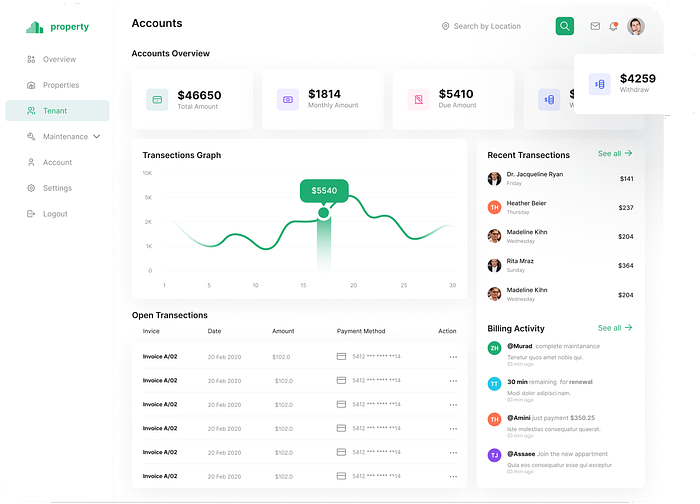 property
Overview
Properties
Tenant
Maintenance
Account
Settings
Logout
Accounts
Search by Location
Accounts Overview
$46650
Total Amount
$1814
Monthly Amount
$5410
Due Amount
$4259
Withdraw
Transections Graph
10K
5K
2K
1K
0
$5540
1 5 10 15 20 25 30
Recent Transections
See all
Dr. Jacqueline Ryan
Friday
$141
Heather Beier
Thursday
$237
TH
Madeline Kihn
Wednesday
$204
Rita Mraz
Sunday
$364
Madeline Kihn
Wednesday
$204
Open Transections
Invice Date Amount Payment Method Action
Invoice A/02 20 Feb 2020 $102.0 5412 *** **** **14
Invoice A/02 20 Feb 2020 $102.0 5412 *** **** **14
Invoice A/02 20 Feb 2020 $102.0 5412 *** **** **14
Invoice A/02 20 Feb 2020 $102.0 5412 *** **** **14
Invoice A/02 20 Feb 2020 $102.0 5412 *** **** **14
Invoice A/02 20 Feb 2020 $102.0 5412 *** **** **14
Billing Activity
See all
ZH
@Murad complete maintanance
Tenetur quos amet nobis qui.
03 min ago
TT
30 min remaining for renewal
Modi dolor adipisci nam.
03 min ago
TH
@Amini just payment $350.25
Iste molestias consequatur quaerat.
03 min ago
TJ
@Assaee Join the new appartment
Quia eos consequatur esse qui excceptur
03 min ago